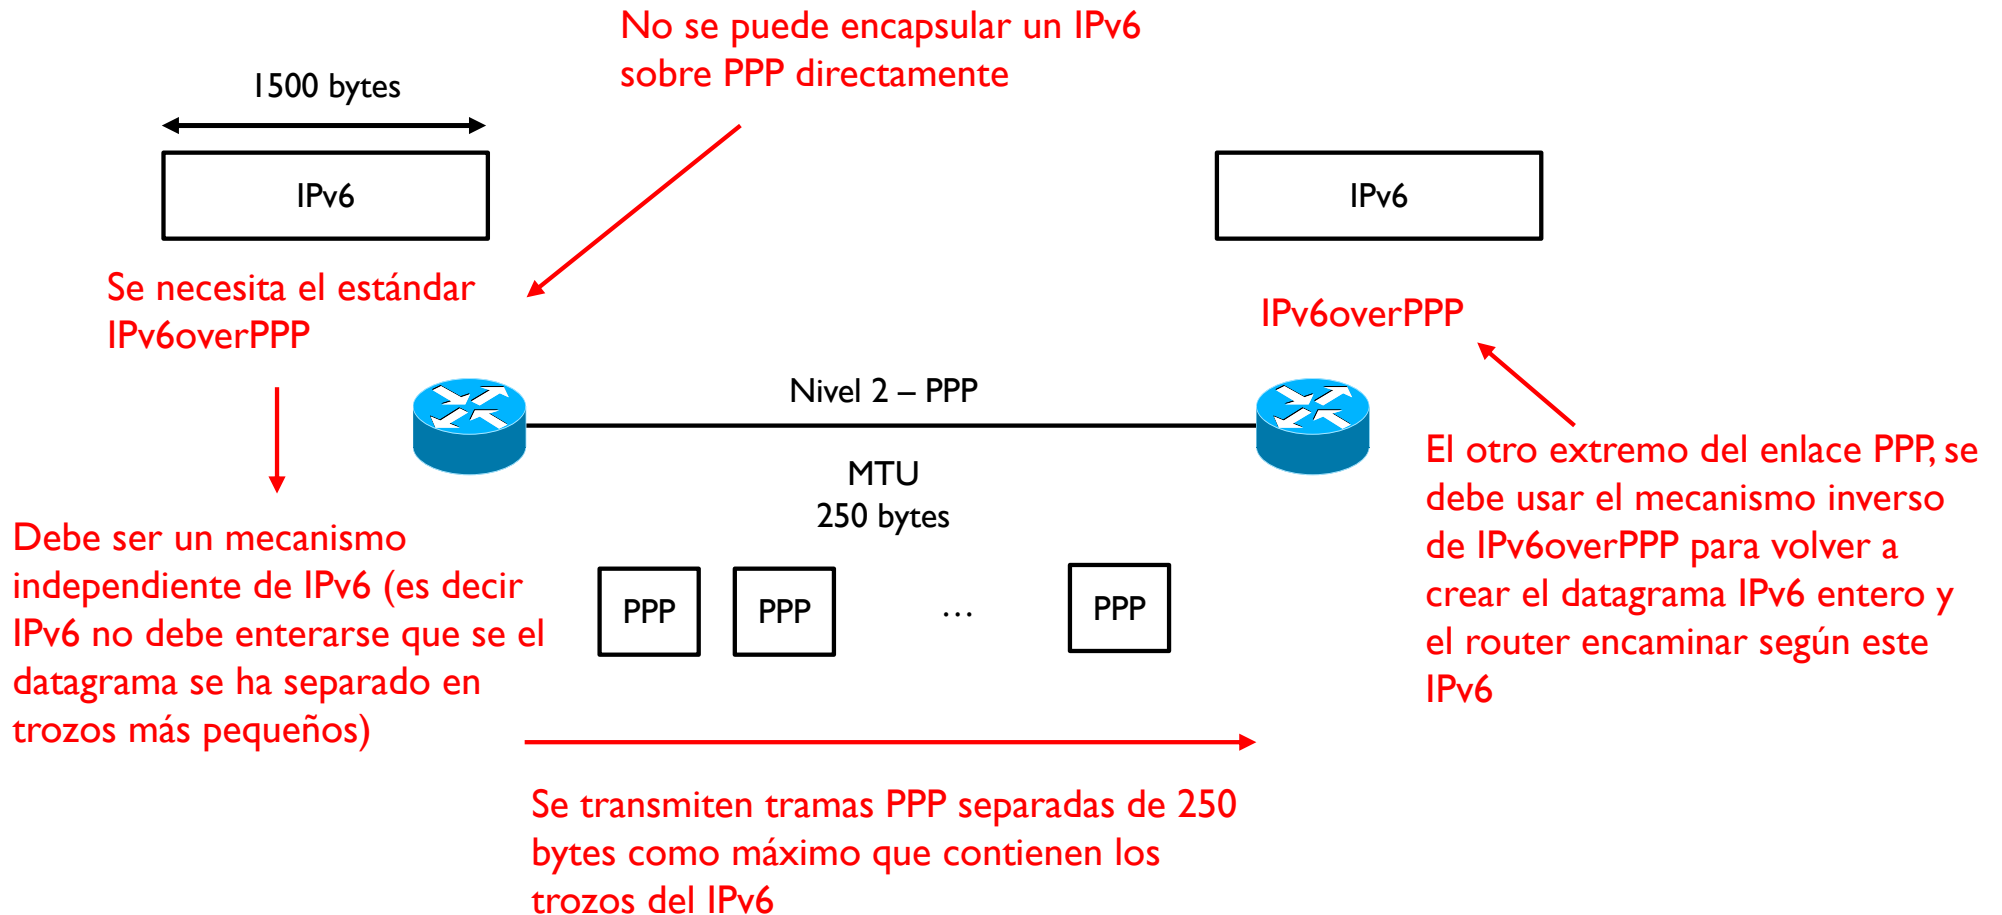 No se puede encapsular un IPv6
sobre PPP directamente
1500 bytes
IPv6
IPv6
Se necesita el estándar
IPv6overPPP
IPv6overPPP
Nivel 2 – PPP
MTU
250 bytes
Debe ser un mecanismo
independiente de IPv6 (es decir
IPv6 no debe enterarse que se el
datagrama se ha separado en
trozos más pequeños)
PPP
PPP
…
PPP
El otro extremo del enlace PPP, se
debe usar el mecanismo inverso
de IPv6overPPP para volver a
crear el datagrama IPv6 entero y
el router encaminar según este
IPv6
Se transmiten tramas PPP separadas de 250
bytes como máximo que contienen los
trozos del IPv6